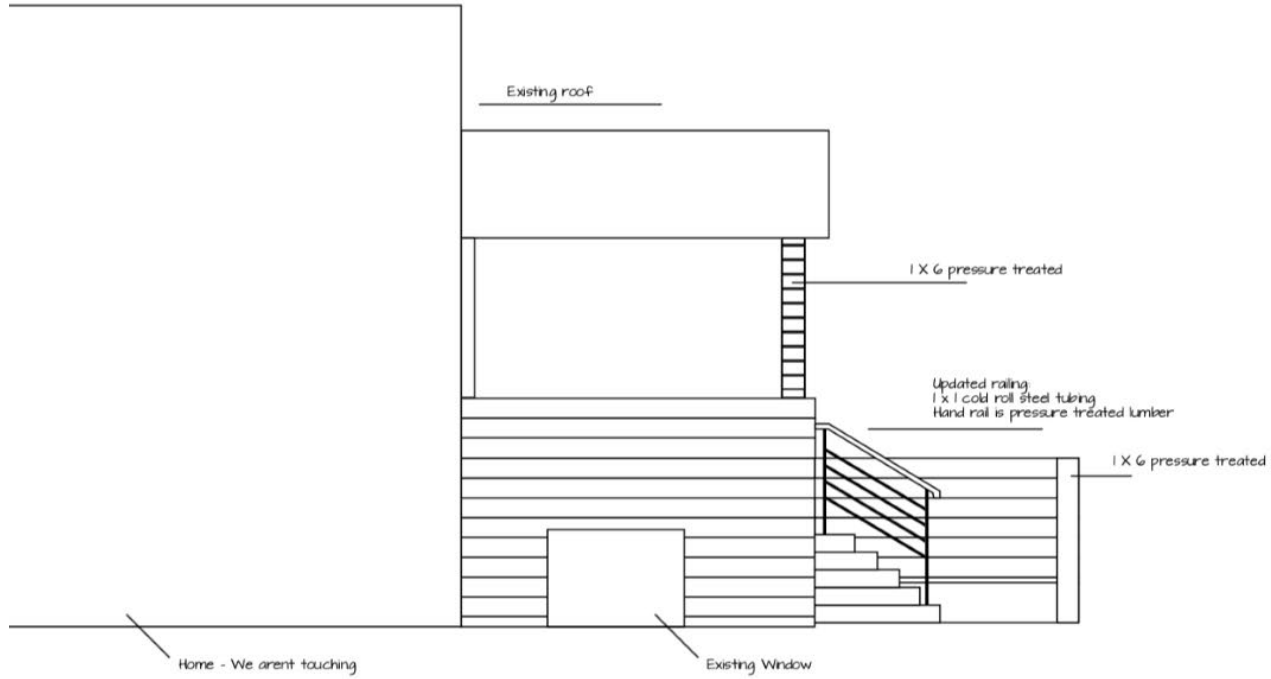 Existing roof
1 X 6 pressure treated
Updated railing:
1 x 1 cold roll steel tubing
Hand rail is pressure treated lumber
1 X 6 pressure treated
Home - We arent touching
Existing Window